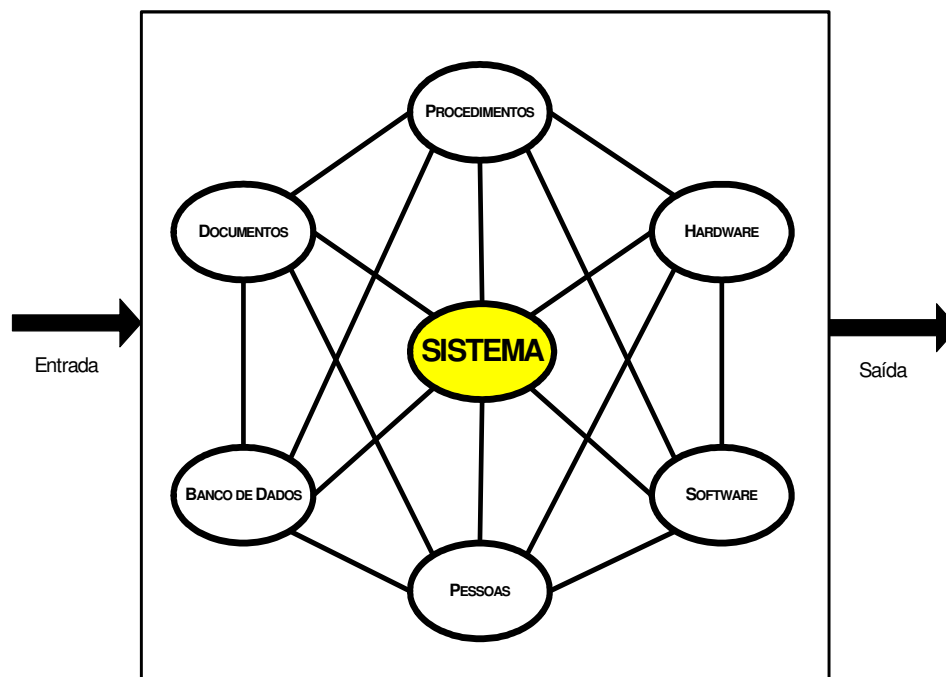 PROCEDIMENTOS
DOCUMENTOS
HARDWARE
SISTEMA
Entrada
Saída
BANCO DE DADOS
SOFTWARE
PESSOAS